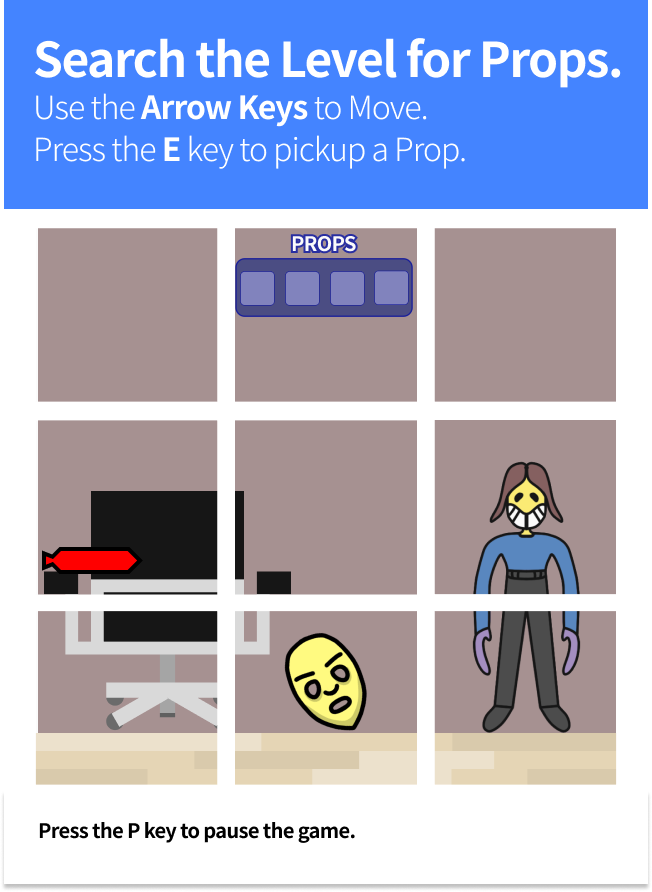 Search the Level for Props.
Use the Arrow Keys to Move.
Press the E key to pickup a Prop.
PROPS
Press the P key to pause the game.